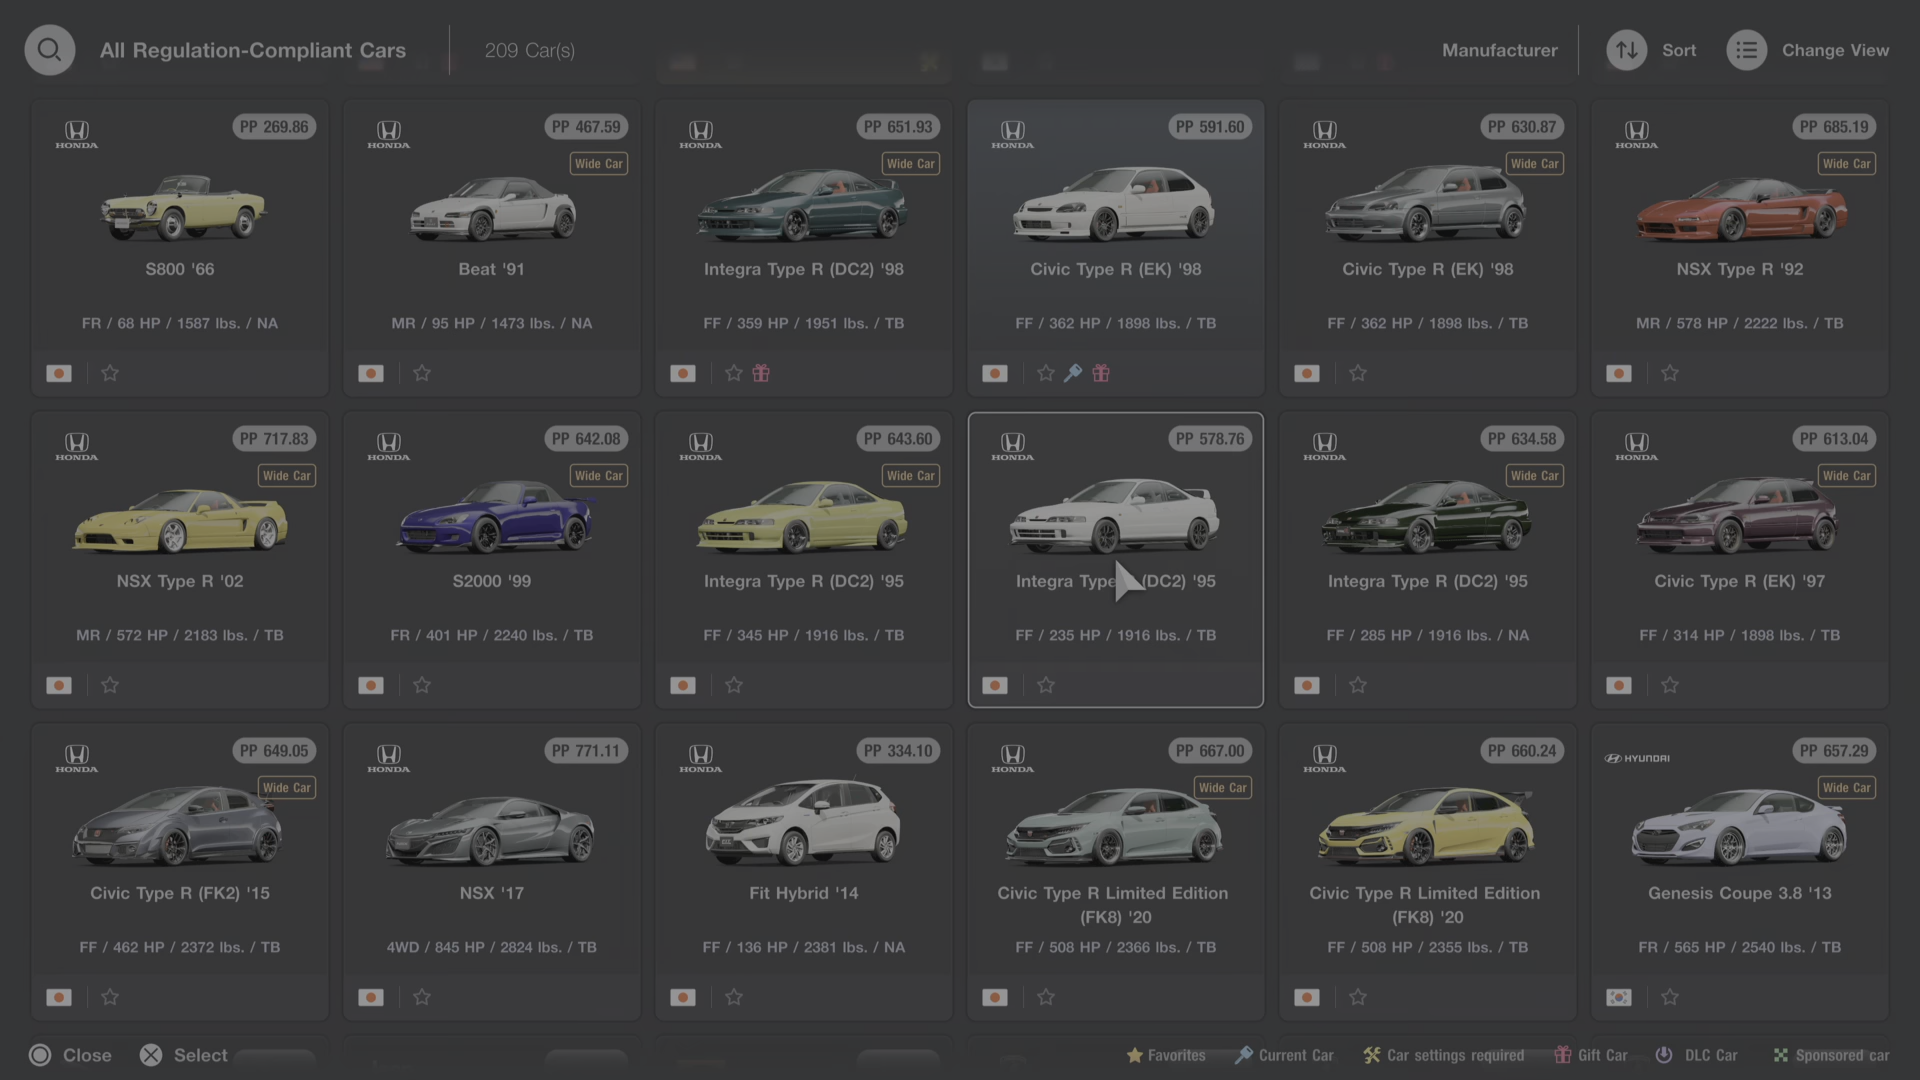 All Regulation-Compliant Cars
209 Car(s)
Manufacturer
Sort
Change View
HONDA
PP 269.86
S800 '66
FR / 68 HP / 1587 lbs. / NA
HONDA
PP 467.59
Wide Car
Beat '91
MR / 95 HP / 1473 lbs. / NA
HONDA
PP 651.93
Wide Car
Integra Type R (DC2) '98
FF / 359 HP / 1951 lbs. / TB
HONDA
PP 591.60
Civic Type R (EK) '98
FF / 362 HP / 1898 lbs. / TB
HONDA
PP 630.87
Wide Car
Civic Type R (EK) '98
FF / 362 HP / 1898 lbs. / TB
HONDA
PP 685.19
Wide Car
NSX Type R '92
MR / 578 HP / 2222 lbs. / TB
HONDA
PP 717.83
Wide Car
NSX Type R '02
MR / 572 HP / 2183 lbs. / TB
HONDA
PP 642.08
Wide Car
S2000 '99
FR / 401 HP / 2240 lbs. / TB
HONDA
PP 643.60
Wide Car
Integra Type R (DC2) '95
FF / 345 HP / 1916 lbs. / TB
HONDA
PP 578.76
Integra Type (DC2) '95
FF / 235 HP / 1916 lbs. / TB
HONDA
PP 634.58
Wide Car
Integra Type R (DC2) '95
FF / 285 HP / 1916 lbs. / NA
HONDA
PP 613.04
Wide Car
Civic Type R (EK) '97
FF / 314 HP / 1898 lbs. / TB
HONDA
PP 649.05
Wide Car
Civic Type R (FK2) '15
FF / 462 HP / 2372 lbs. / TB
HONDA
PP 771.11
NSX '17
4WD / 845 HP / 2824 lbs. / TB
HONDA
PP 334.10
Fit Hybrid '14
FF / 136 HP / 2381 lbs. / NA
HONDA
PP 667.00
Wide Car
Civic Type R Limited Edition
(FK8) '20
FF / 508 HP / 2366 lbs. / TB
HONDA
PP 660.24
Civic Type R Limited Edition
(FK8) '20
FF / 508 HP / 2355 lbs. / TB
HYUNDAI
PP 657.29
Wide Car
Genesis Coupe 3.8 '13
FR / 565 HP / 2540 lbs. / TB
Close
Select
Favorites
Current Car
Car settings required
Gift Car
DLC Car
Sponsored car